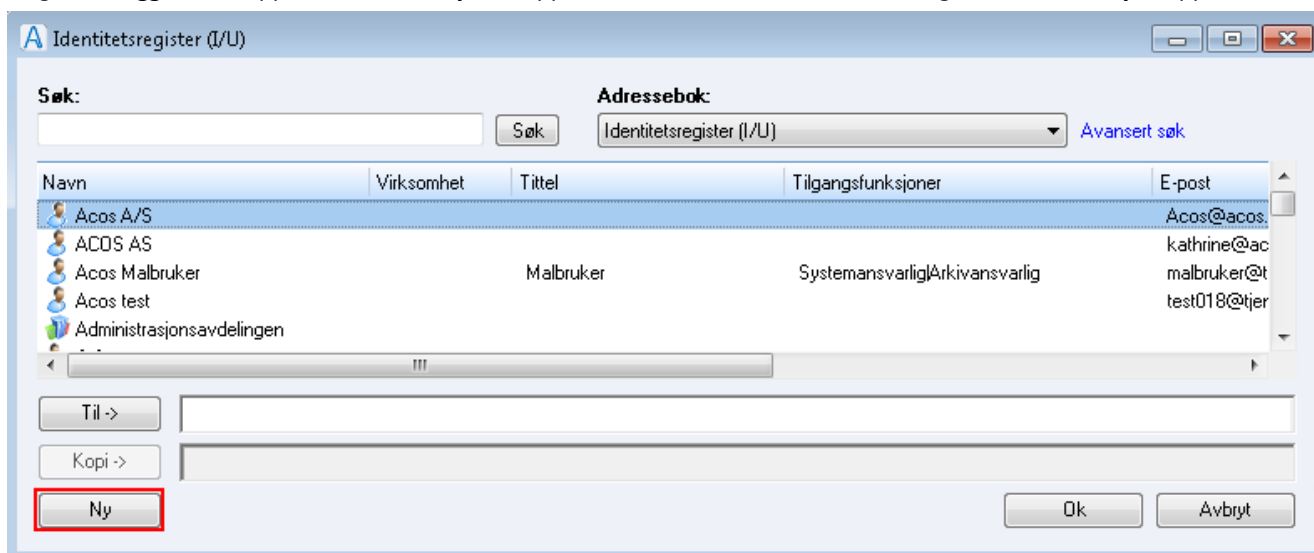 Identitetsregister (I/U)
Søk: Adressebok:
Søk Identitetsregister (I/U) Avansert søk
Navn Virksomhet Tittel Tilgangsfunksjoner E-post
Acos A/S Acos@acos.
ACOS AS kathrine@ac
Acos Malbruker Malbruker Systemansvarlig|Arkivansvarlig malbruker@t
Acos test test018@tjer
Administrasjonsavdelingen
Til ->
Kopi ->
Ny Ok Avbryt